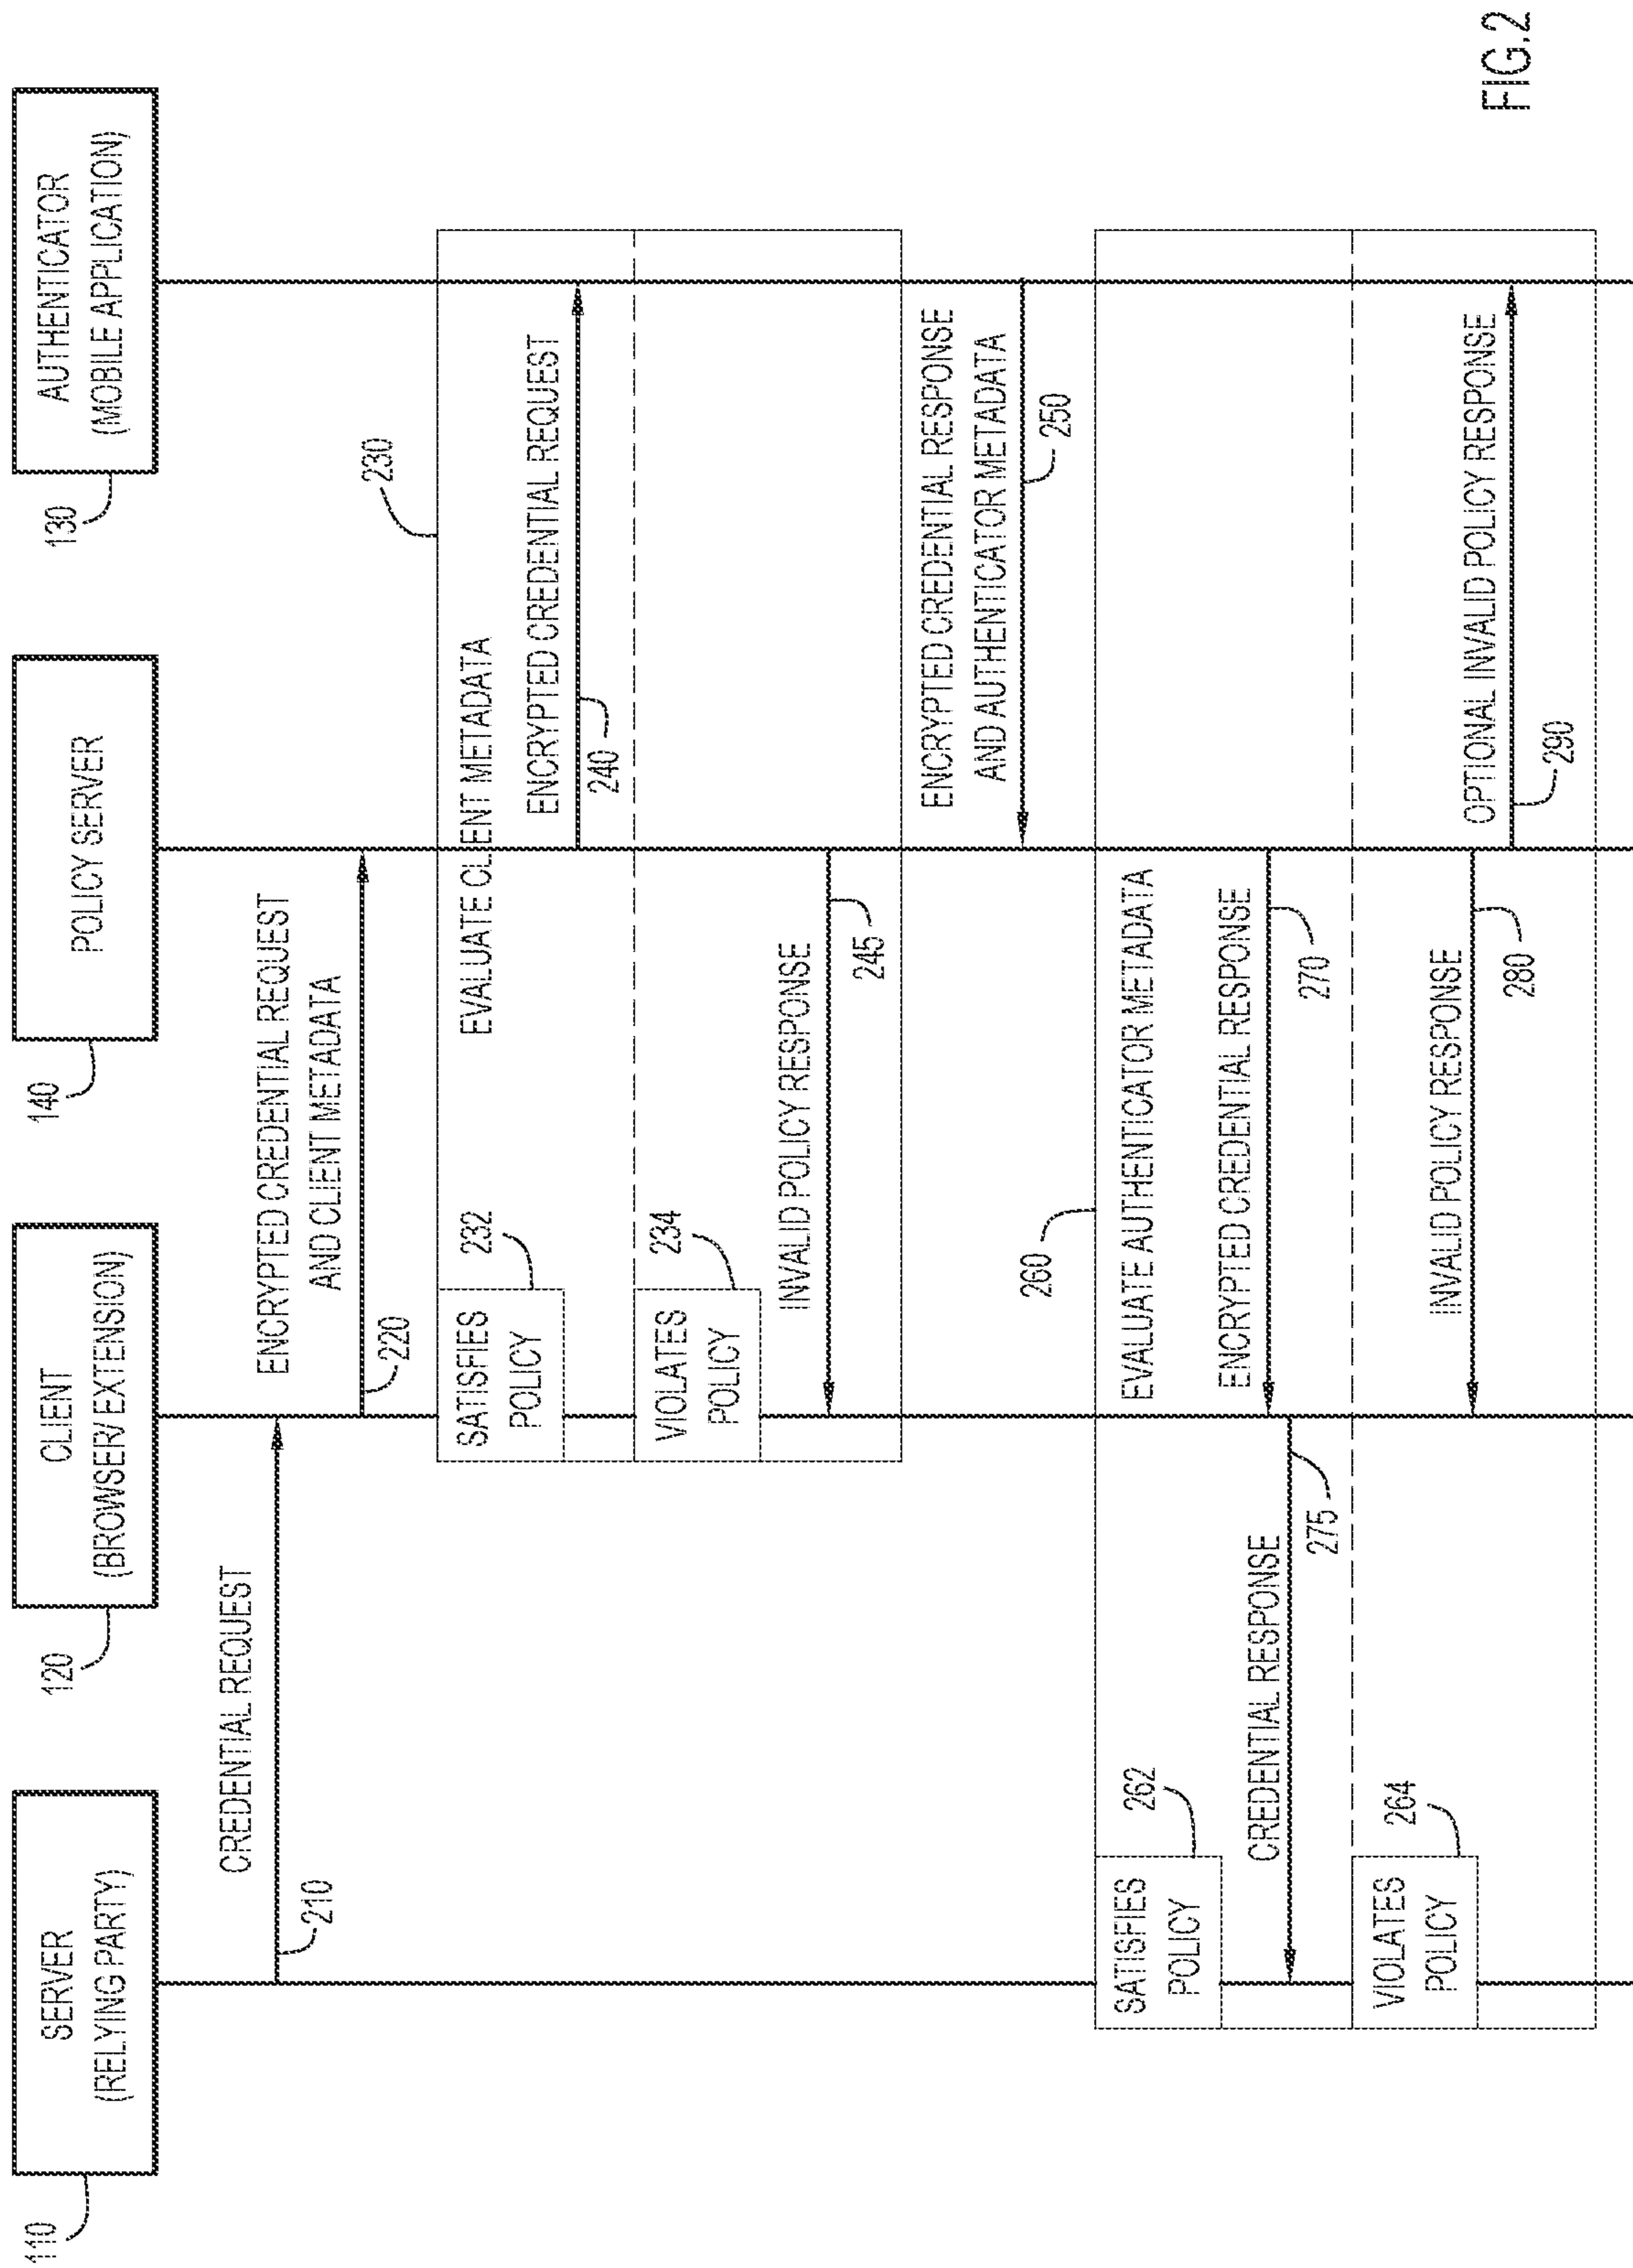 110
SERVER
(RELYING PARTY)
120
CLIENT
(BROWSER/EXTENSION)
140
POLICY SERVER
130
AUTHENTICATOR
(MOBILE APPLICATION)
CREDENTIAL REQUEST
210
ENCRYPTED CREDENTIAL REQUEST
AND CLIENT METADATA
220
230
SATISFIES
POLICY
232
EVALUATE CLIENT METADATA
ENCRYPTED CREDENTIAL REQUEST
240
VIOLATES
POLICY
234
INVALID POLICY RESPONSE
245
ENCRYPTED CREDENTIAL RESPONSE
AND AUTHENTICATOR METADATA
250
260
SATISFIES
POLICY
262
EVALUATE AUTHENTICATOR METADATA
ENCRYPTED CREDENTIAL RESPONSE
270
CREDENTIAL RESPONSE
275
VIOLATES
POLICY
264
INVALID POLICY RESPONSE
280
OPTIONAL INVALID POLICY RESPONSE
290
FIG.2